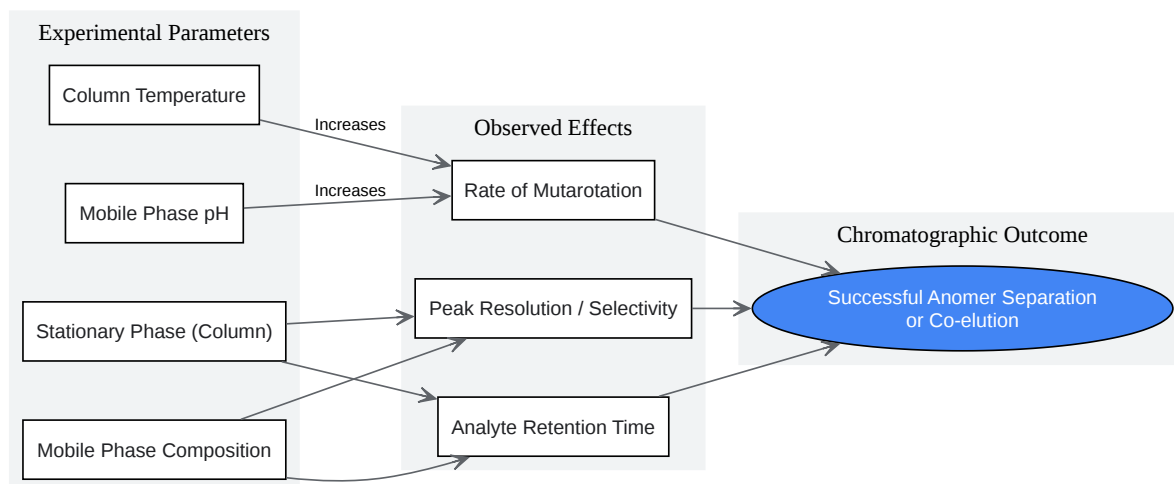 Experimental Parameters
Column Temperature
Mobile Phase pH
Stationary Phase (Column)
Mobile Phase Composition
Increases
Increases
Observed Effects
Rate of Mutarotation
Peak Resolution / Selectivity
Analyte Retention Time
Chromatographic Outcome
Successful Anomer Separation
or Co-elution